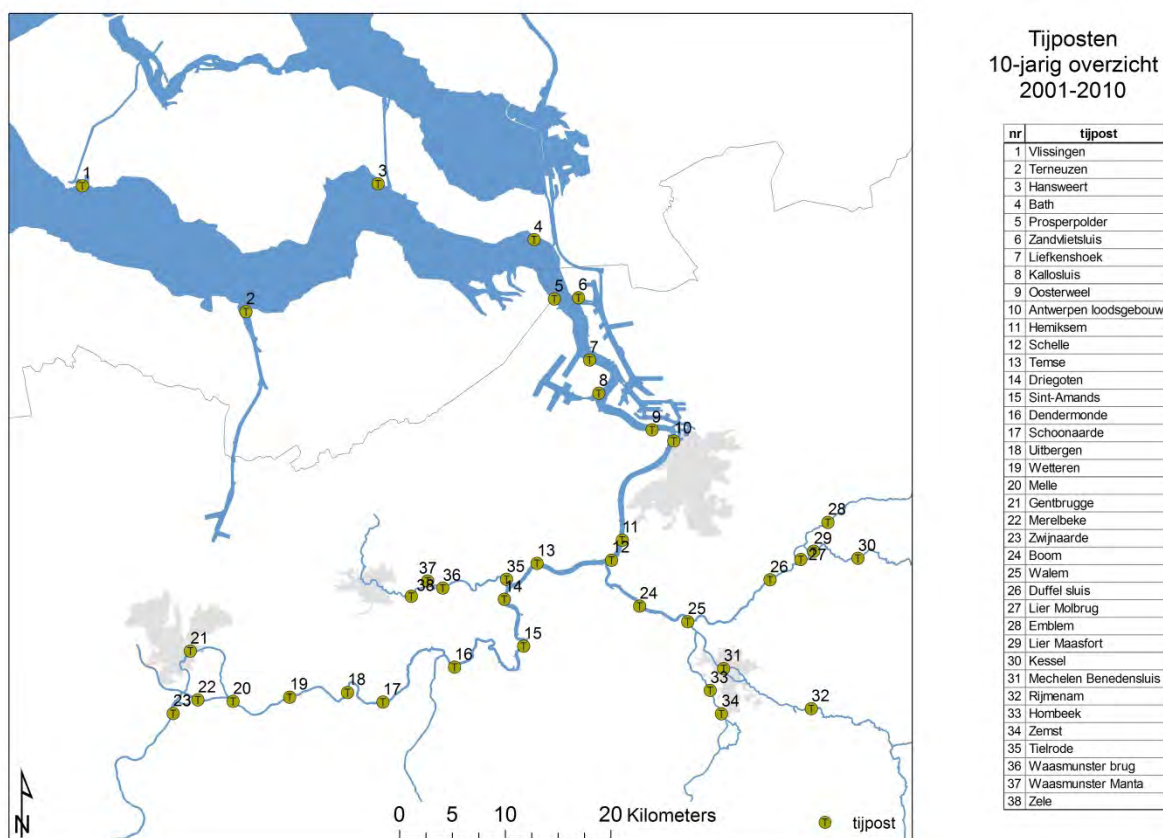 Tijposten
10-jarig overzicht
2001-2010
nr tijpost
1 Vlissingen
2 Terneuzen
3 Hansweert
4 Bath
5 Prosperpolder
6 Zandvlietsluis
7 Liefkenshoek
8 Kallosluis
9 Oosterweel
10 Antwerpen loodsgebouw
11 Hemiksem
12 Schelle
13 Temse
14 Driegoten
15 Sint-Amands
16 Dendermonde
17 Schoonaarde
18 Uitbergen
19 Wetteren
20 Melle
21 Gentbrugge
22 Merelbeke
23 Zwijnaarde
24 Boom
25 Walem
26 Duffel sluis
27 Lier Molbrug
28 Emblem
29 Lier Maasfort
30 Kessel
31 Mechelen Benedensluis
32 Rijmenam
33 Hombeek
34 Zemst
35 Tielrode
36 Waasmunster brug
37 Waasmunster Manta
38 Zele
1
3
4
2
5
6
7
8
9
10
11
12
13
35
37
36
38
14
15
16
17
18
19
20
21
22
23
24
25
26
27
28
29
30
31
32
33
34
N
0 5 10 20 Kilometers
T tijpost